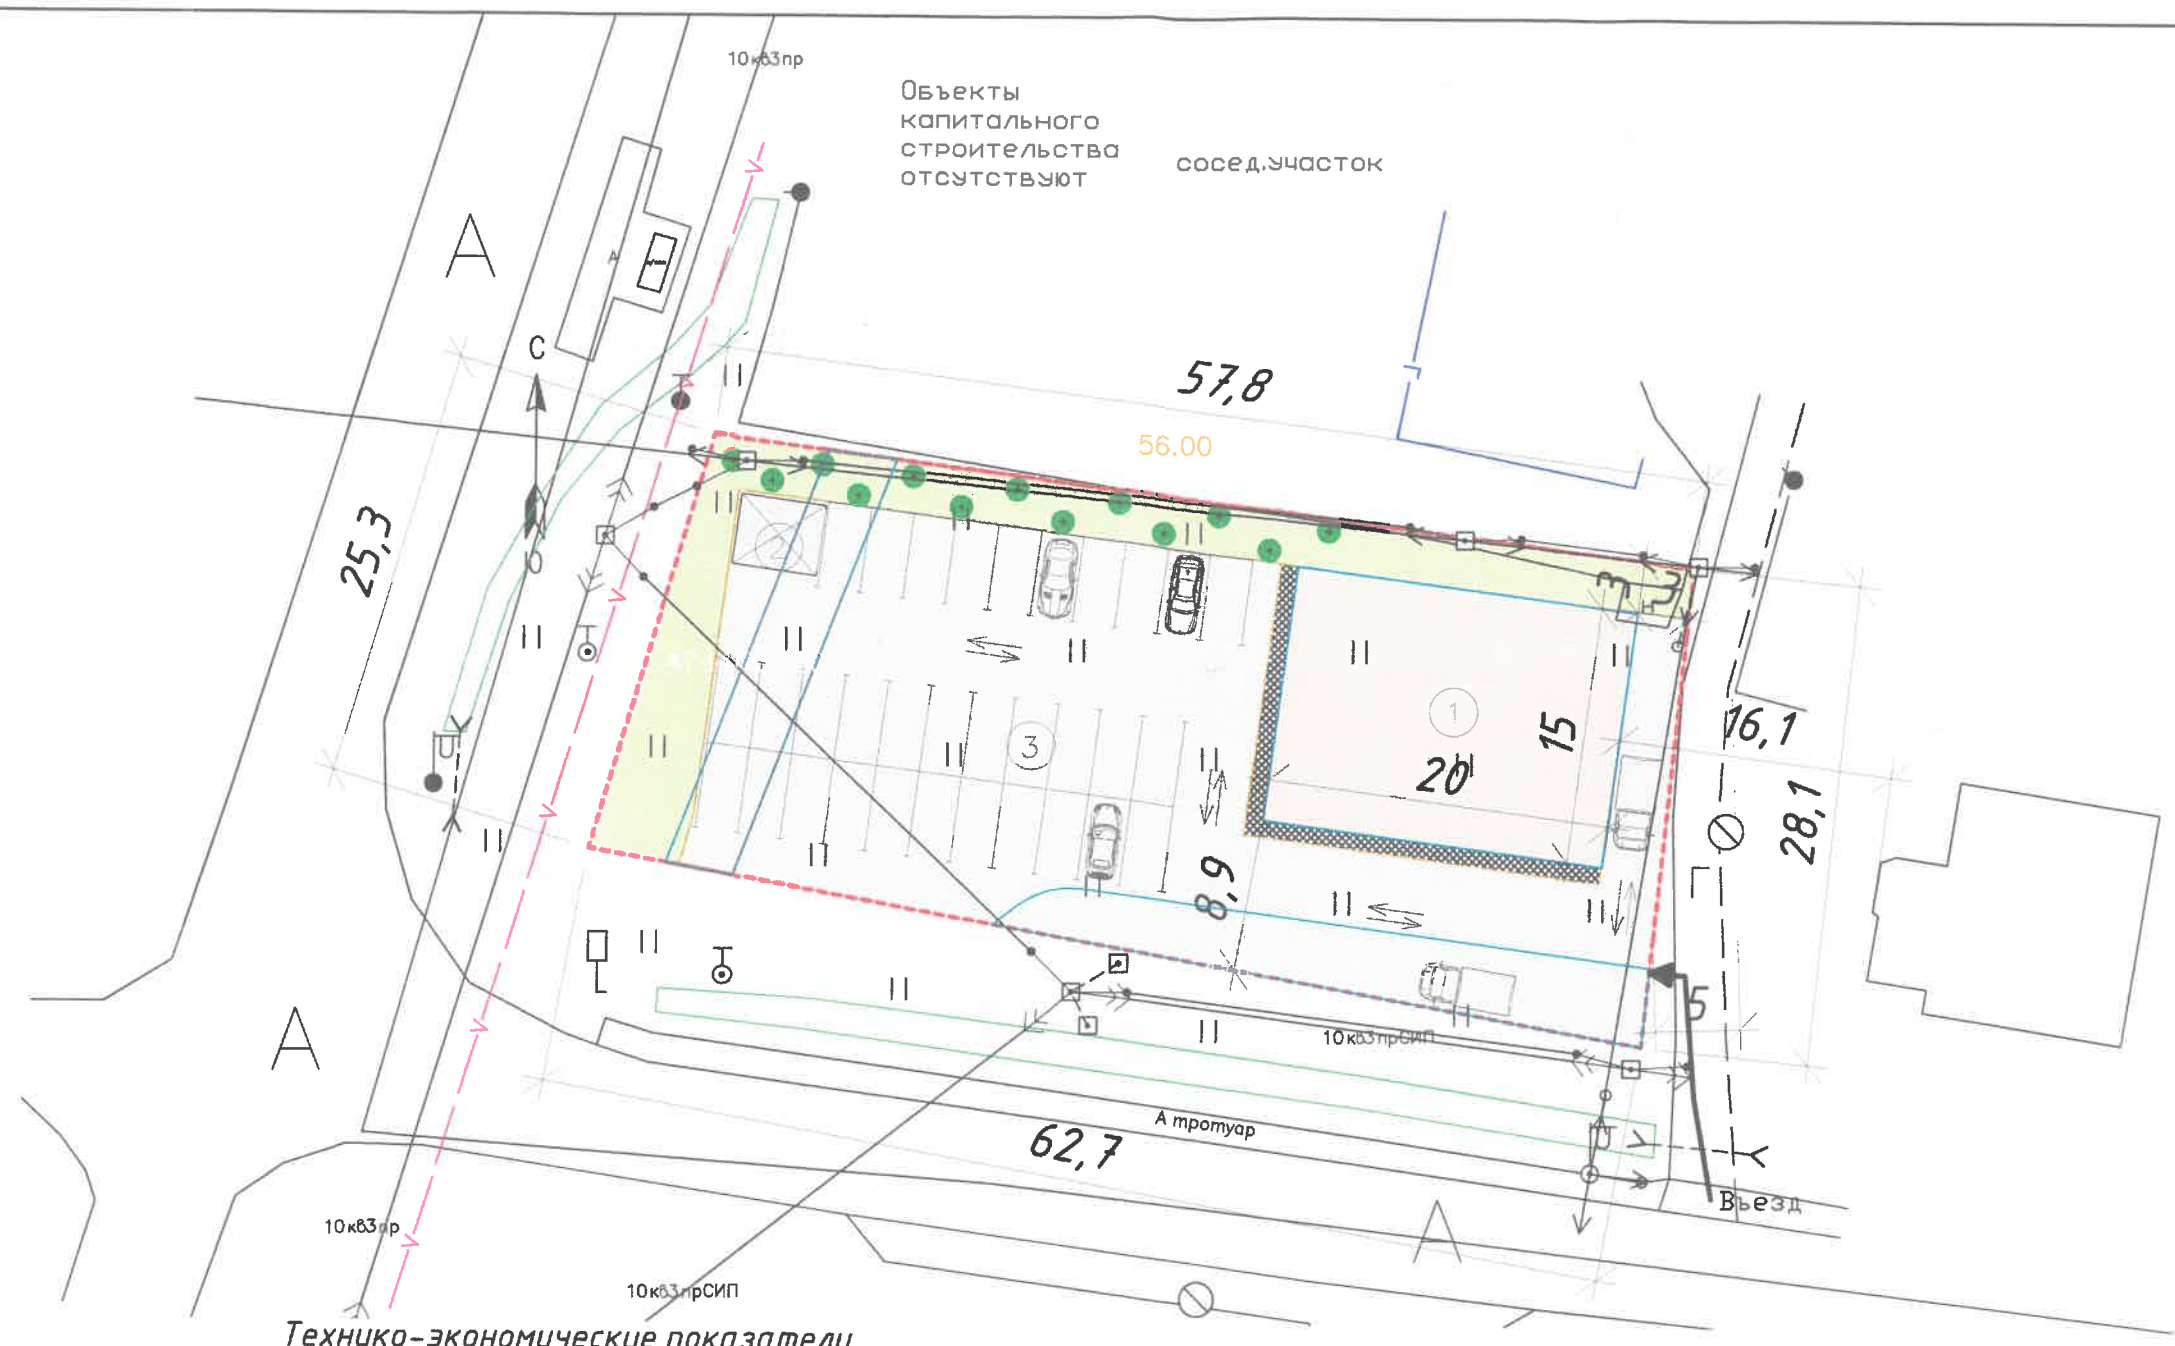 10кв3пр
Объекты
капитального
строительства
отсутствуют
сосед.участок
А
А
С
57,8
56.00
25,3
Ю
2
3
1
15
20
16,1
28,1
8,9
Г
5
10кв3прСИП
А тротуар
62,7
Въезд
А
А
10кв3пр
10кв3прСИП
Технико-экономические показатели